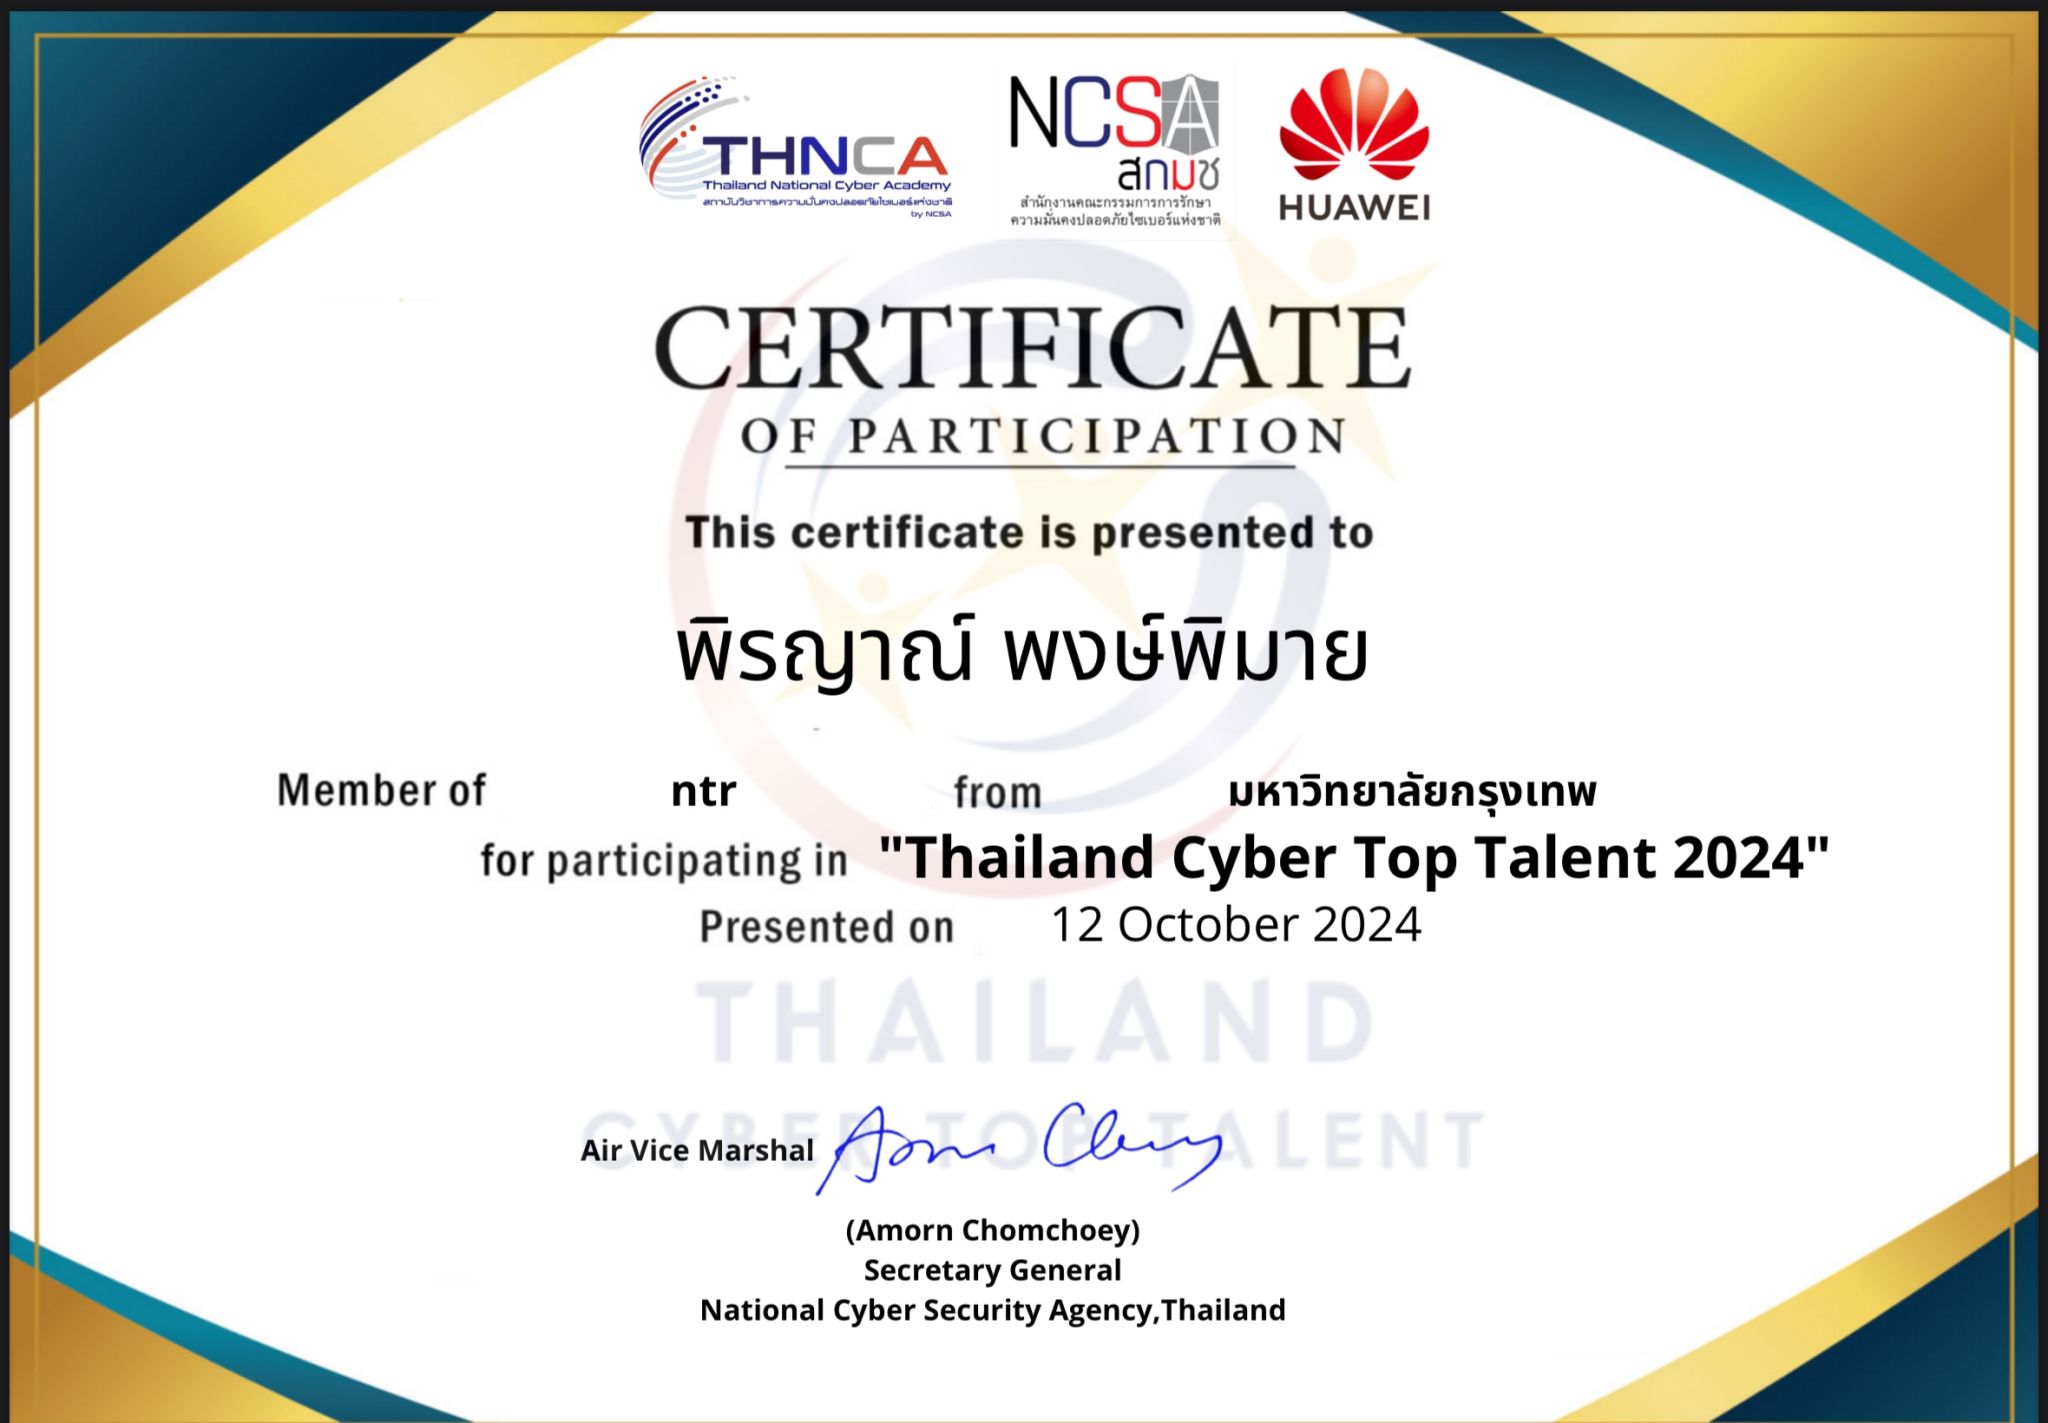 THNCA
Thailand National Cyber Academy
สถาบันวิชาการความมั่นคงปลอดภัยไซเบอร์แห่งชาติ
by NCSA
NCSA
สกมช
สำนักงานคณะกรรมการการรักษา
ความมั่นคงปลอดภัยไซเบอร์แห่งชาติ
HUAWEI
CERTIFICATE
OF PARTICIPATION
This certificate is presented to
พิรญาณ์ พงษ์พิมาย
Member of ntr from มหาวิทยาลัยกรุงเทพ
for participating in "Thailand Cyber Top Talent 2024"
Presented on 12 October 2024
THAILAND
CYBER TOP TALENT
Air Vice Marshal
(Amorn Chomchoey)
Secretary General
National Cyber Security Agency,Thailand